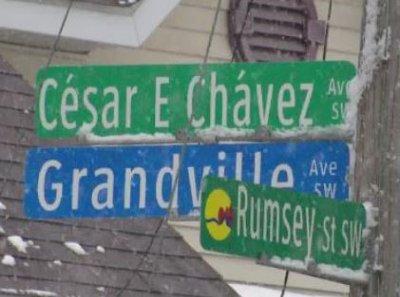 César E Chávez Ave SW
Grandville Ave SW
Rumsey St SW